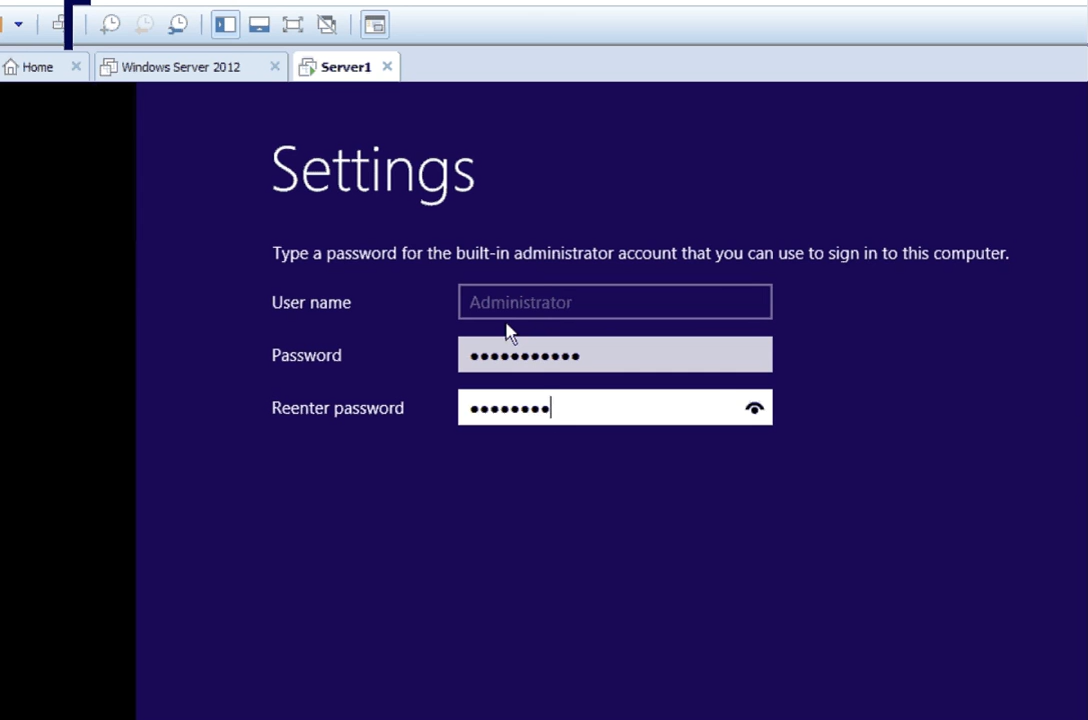 Home Windows Server 2012 Server1
Settings
Type a password for the built-in administrator account that you can use to sign in to this computer.
User name Administrator
Password ●●●●●●●●●●●
Reenter password ●●●●●●●●